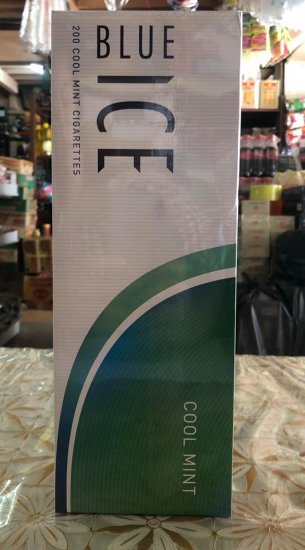 BLUE
ICE
200 COOL MINT CIGARETTES
COOL MINT